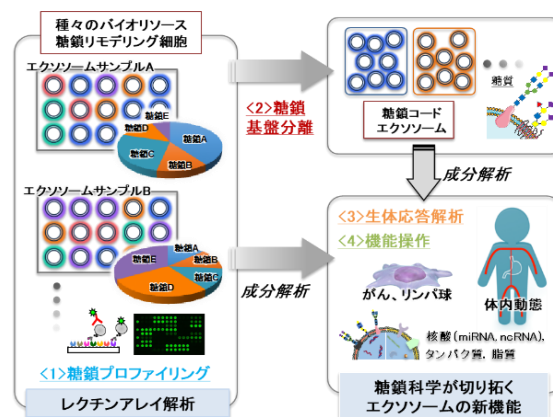 種々のバイオリソース
糖鎖リモデリング細胞
エクソソームサンプルA
糖鎖E
糖鎖D
糖鎖A
糖鎖C
糖鎖B
エクソソームサンプルB
糖鎖A
糖鎖E
糖鎖B
糖鎖C
糖鎖D
<1>糖鎖プロファイリング
レクチンアレイ解析
<2>糖鎖
基盤分離
成分解析
糖鎖コード
エクソソーム
糖質
成分解析
<3>生体応答解析
<4>機能操作
がん、リンパ球
体内動態
核酸(miRNA, ncRNA),
タンパク質, 脂質
糖鎖科学が切り拓く
エクソソームの新機能